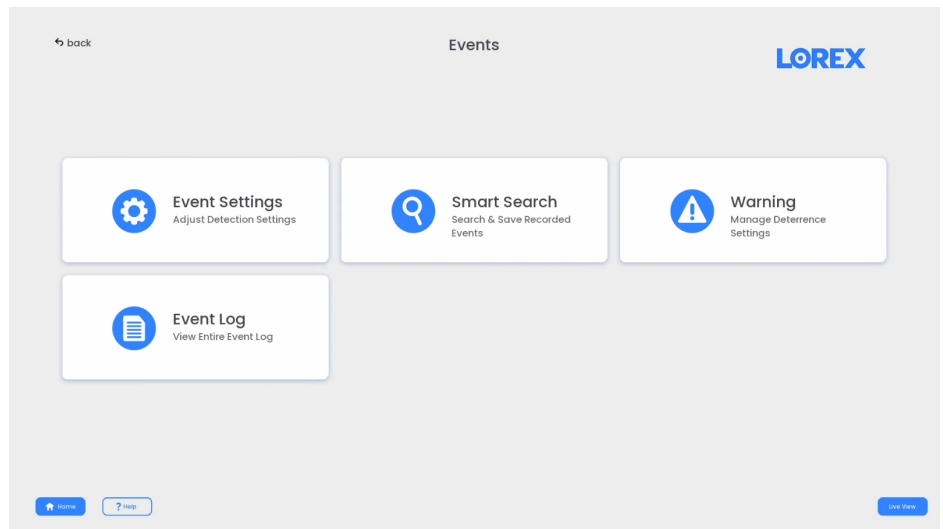 back
Events
LOREX
Event Settings
Adjust Detection Settings
Smart Search
Search & Save Recorded
Events
Warning
Manage Deterrence
Settings
Event Log
View Entire Event Log
Home
? Help
Live View